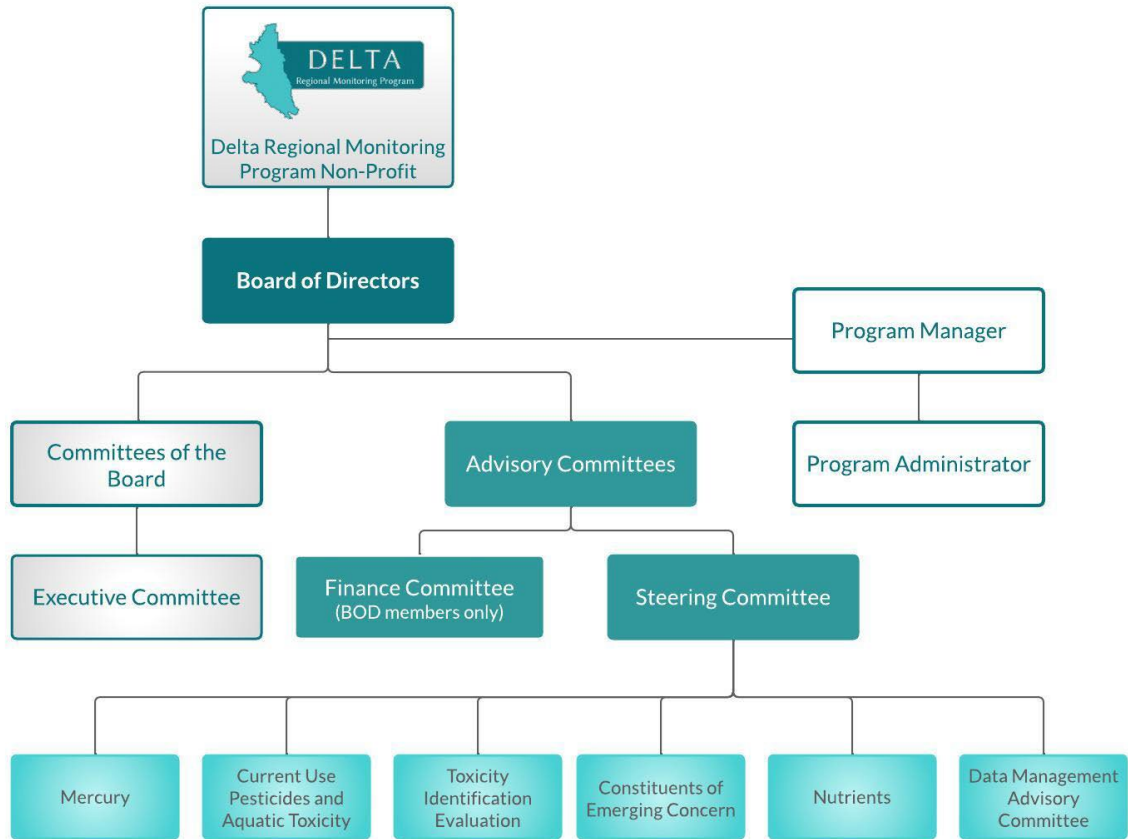 DELTA
Regional Monitoring Program
Delta Regional Monitoring
Program Non-Profit
Board of Directors
Program Manager
Committees of the
Board
Advisory Committees
Program Administrator
Executive Committee
Finance Committee
(BOD members only)
Steering Committee
Mercury
Current Use
Pesticides and
Aquatic Toxicity
Toxicity
Identification
Evaluation
Constituents of
Emerging Concern
Nutrients
Data Management
Advisory
Committee